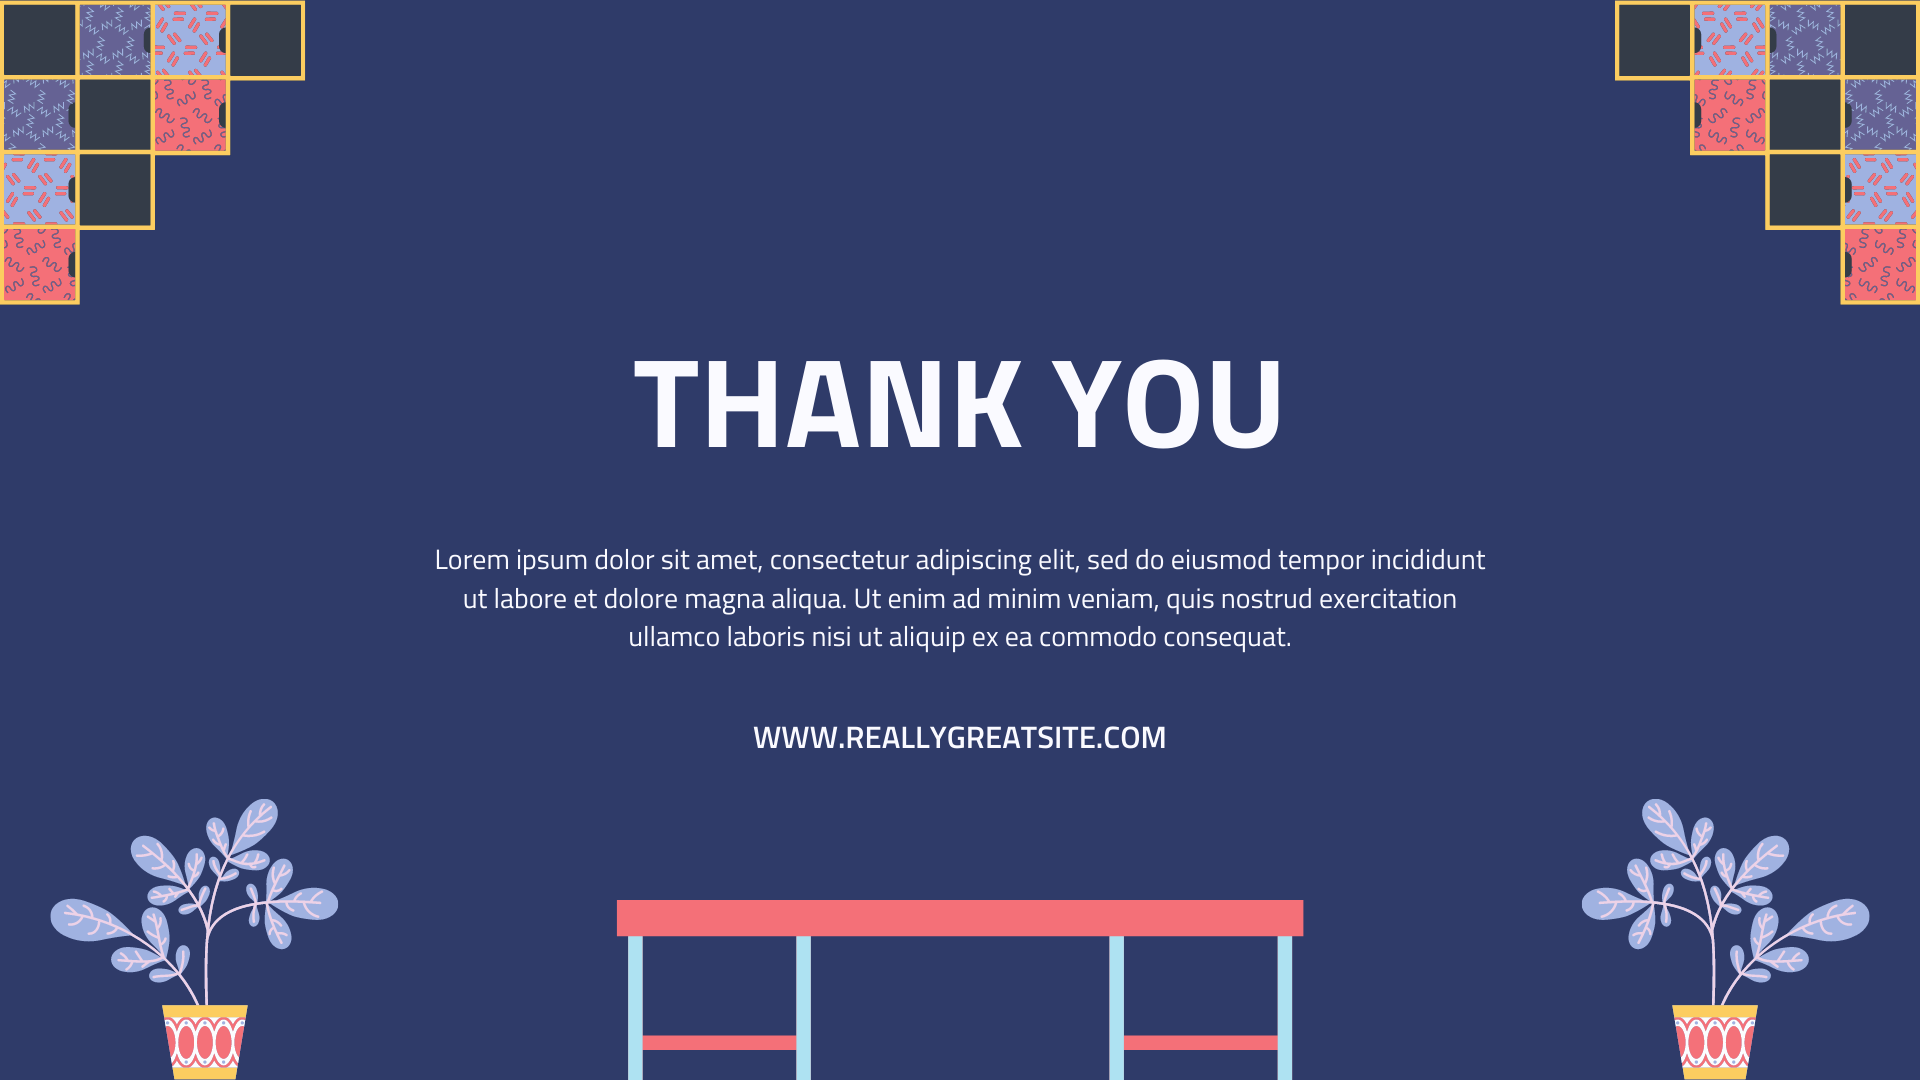 THANK YOU
Lorem ipsum dolor sit amet, consectetur adipiscing elit, sed do eiusmod tempor incididunt
ut labore et dolore magna aliqua. Ut enim ad minim veniam, quis nostrud exercitation
ullamco laboris nisi ut aliquip ex ea commodo consequat.
WWW.REALLYGREATSITE.COM